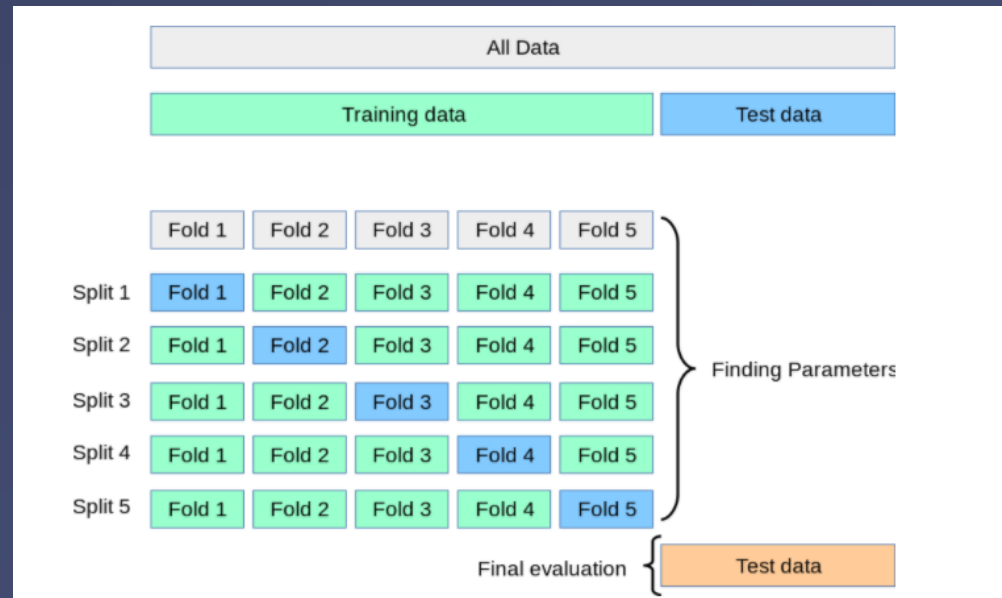 All Data
Training data Test data
Fold 1 Fold 2 Fold 3 Fold 4 Fold 5
Split 1 Fold 1 Fold 2 Fold 3 Fold 4 Fold 5
Split 2 Fold 1 Fold 2 Fold 3 Fold 4 Fold 5
Finding Parameters
Split 3 Fold 1 Fold 2 Fold 3 Fold 4 Fold 5
Split 4 Fold 1 Fold 2 Fold 3 Fold 4 Fold 5
Split 5 Fold 1 Fold 2 Fold 3 Fold 4 Fold 5
Final evaluation Test data